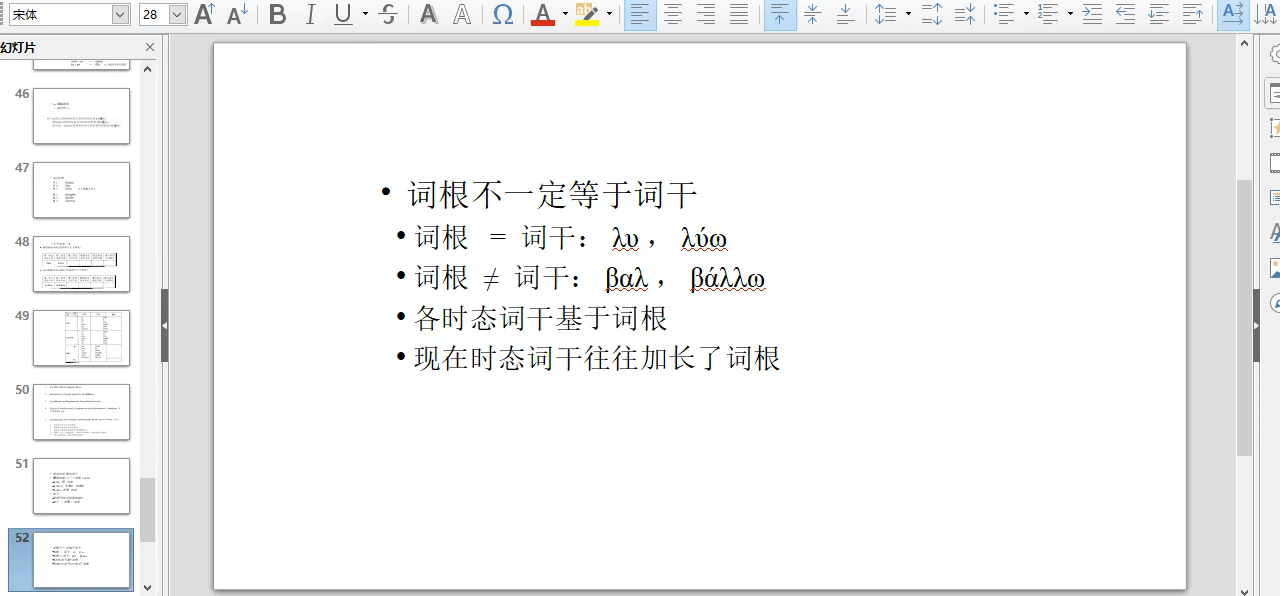 宋体 28
幻灯片
46
47
48
49
50
51
52
• 词根不一定等于词干
• 词根 = 词干： λυ ， λύω
• 词根 ≠ 词干： βαλ ， βάλλω
• 各时态词干基于词根
• 现在时态词干往往加长了词根